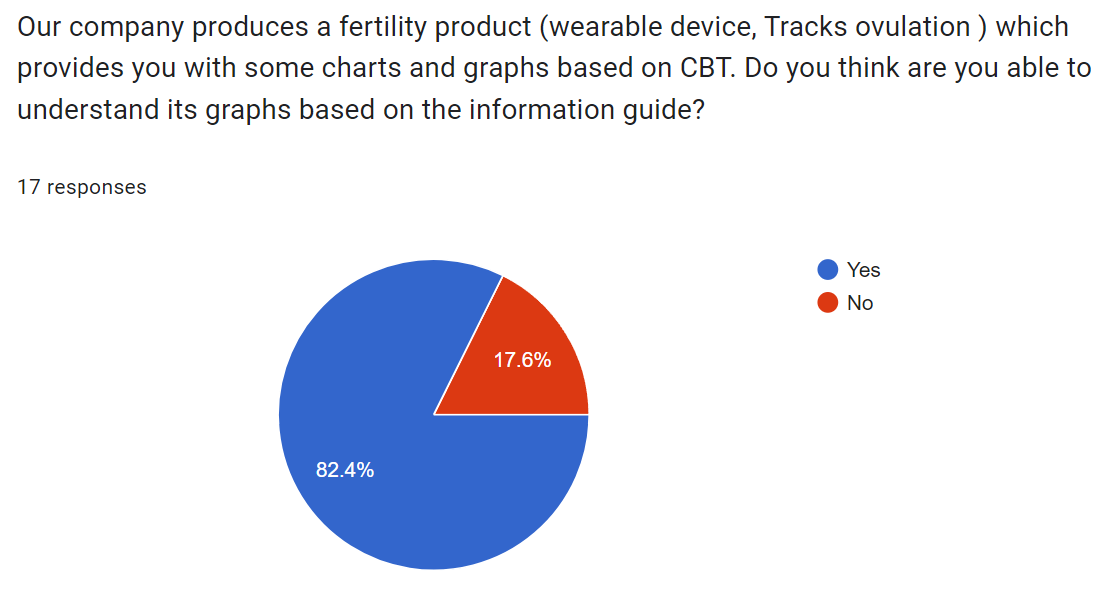 Our company produces a fertility product (wearable device, Tracks ovulation ) which
provides you with some charts and graphs based on CBT. Do you think are you able to
understand its graphs based on the information guide?
17 responses
Yes
No
17.6%
82.4%